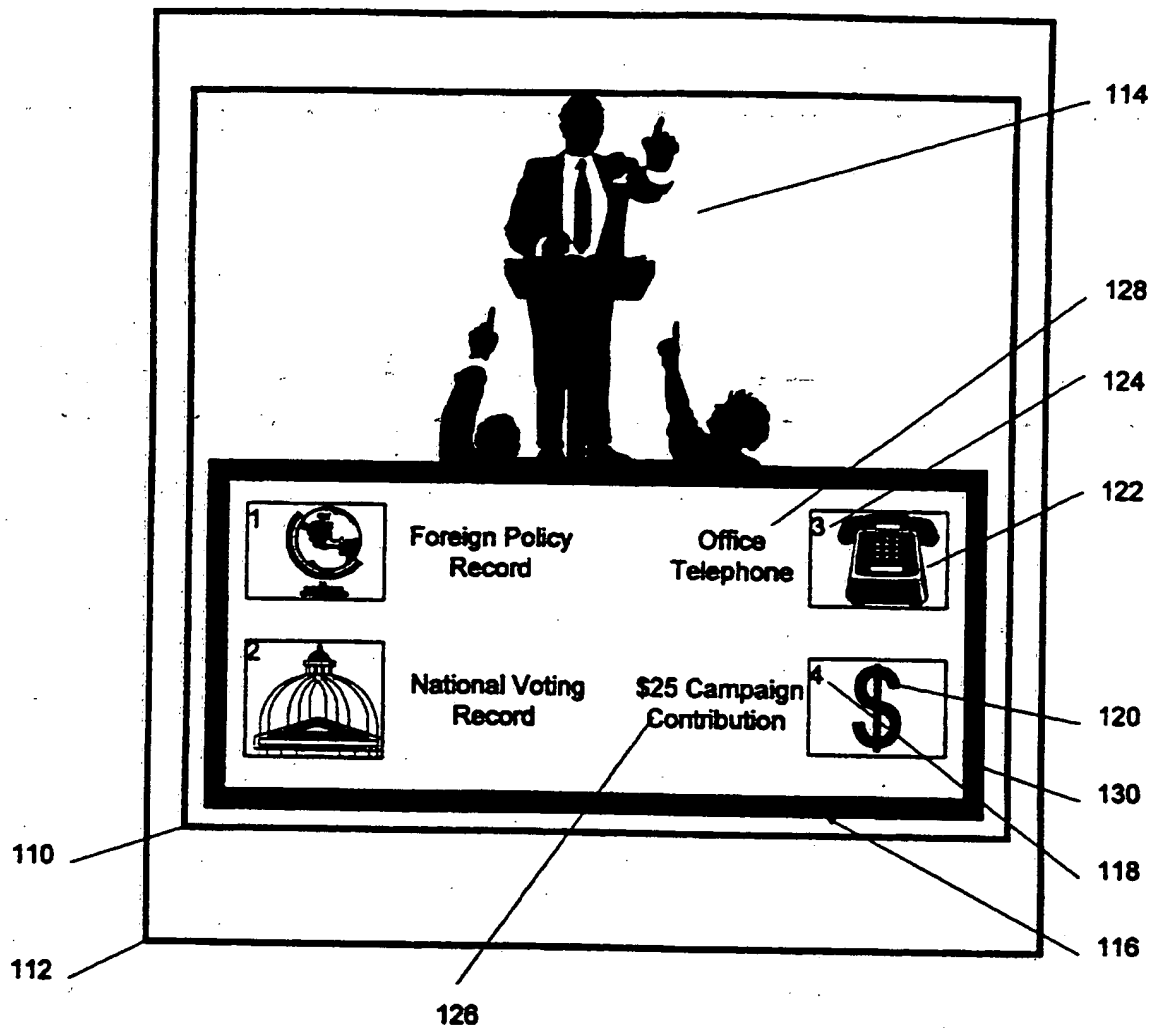 114
128
124
122
1
Foreign Policy
Record
Office
Telephone
3
2
National Voting
Record
$25 Campaign
Contribution
4
120
130
110
118
116
112
126